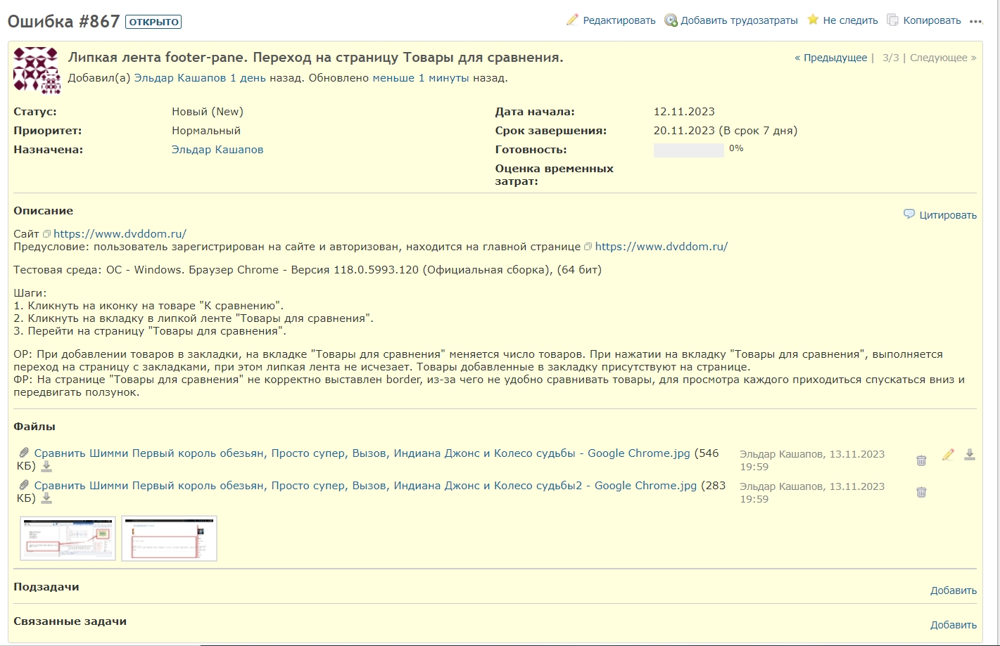 Ошибка #867 ОТКРЫТО
Редактировать Добавить трудозатраты Не следить Копировать ...
Липкая лента footer-pane. Переход на страницу Товары для сравнения.
« Предыдущее | 3/3 | Следующее »
Добавил(а) Эльдар Кашапов 1 день назад. Обновлено меньше 1 минуты назад.
Статус: Новый (New)
Дата начала: 12.11.2023
Приоритет: Нормальный
Срок завершения: 20.11.2023 (В срок 7 дня)
Назначена: Эльдар Кашапов
Готовность: 0%
Оценка временных
затрат:
Описание
Цитировать
Сайт https://www.dvddom.ru/
Предусловие: пользователь зарегистрирован на сайте и авторизован, находится на главной странице https://www.dvddom.ru/
Тестовая среда: ОС - Windows. Браузер Chrome - Версия 118.0.5993.120 (Официальная сборка), (64 бит)
Шаги:
1. Кликнуть на иконку на товаре "К сравнению".
2. Кликнуть на вкладку в липкой ленте "Товары для сравнения".
3. Перейти на страницу "Товары для сравнения".
ОР: При добавлении товаров в закладки, на вкладке "Товары для сравнения" меняется число товаров. При нажатии на вкладку "Товары для сравнения", выполняется
переход на страницу с закладками, при этом липкая лента не исчезает. Товары добавленные в закладку присутствуют на странице.
ФР: На странице "Товары для сравнения" не корректно выставлен border, из-за чего не удобно сравнивать товары, для просмотра каждого приходиться спускаться вниз и
передвигать ползунок.
Файлы
Сравнить Шимми Первый король обезьян, Просто супер, Вызов, Индиана Джонс и Колесо судьбы - Google Chrome.jpg (546
КБ)
Эльдар Кашапов, 13.11.2023
19:59
Сравнить Шимми Первый король обезьян, Просто супер, Вызов, Индиана Джонс и Колесо судьбы2 - Google Chrome.jpg (283
КБ)
Эльдар Кашапов, 13.11.2023
19:59
Подзадачи
Добавить
Связанные задачи
Добавить